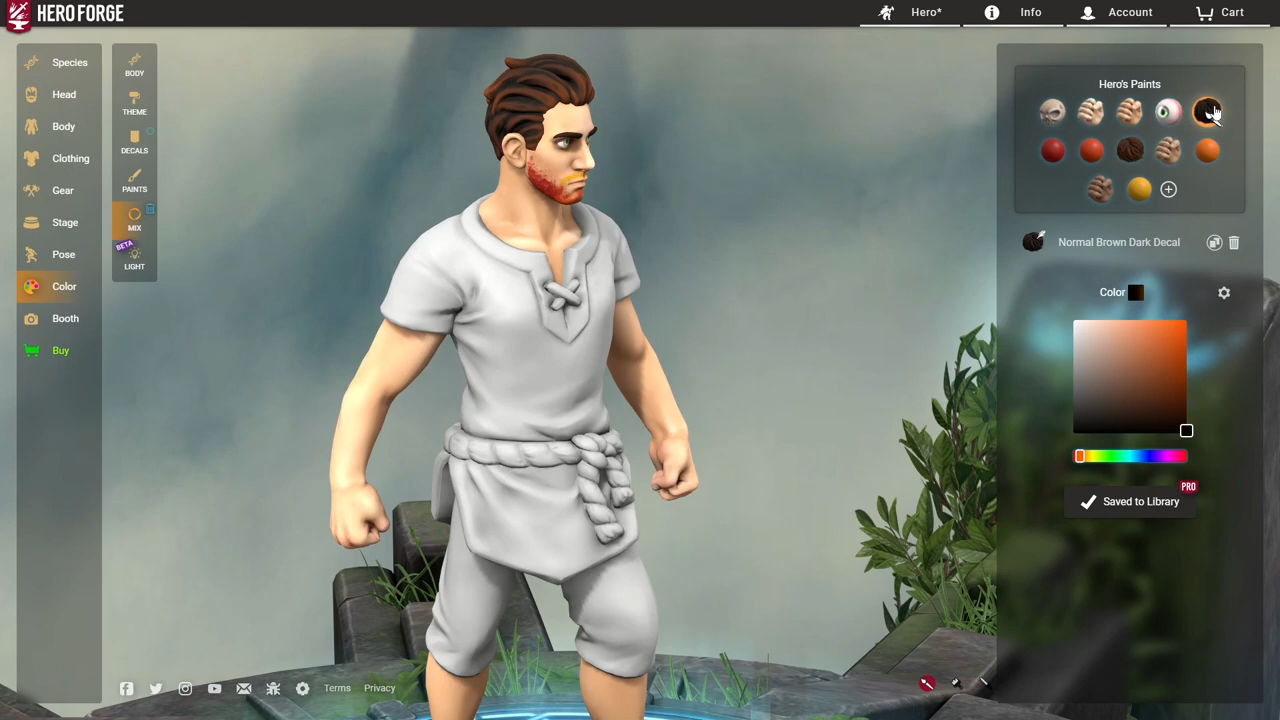 HERO FORGE
Hero*
Info
Account
Cart
Species
Head
Body
Clothing
Gear
Stage
Pose
Color
Booth
Buy
BODY
THEME
DECALS
PAINTS
MIX
BETA
LIGHT
Hero's Paints
Normal Brown Dark Decal
Color
PRO
Saved to Library
Terms
Privacy